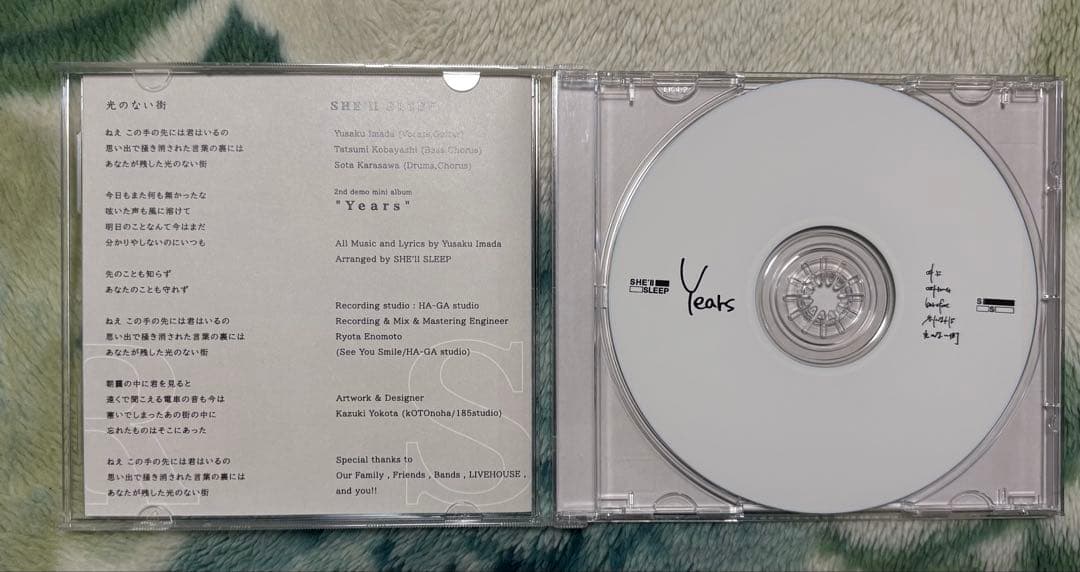 光のない街
ねえ この手の先には君はいるの
思い出で掻き消された言葉の裏には
あなたが残した光のない街
今日もまた何も無かったな
呟いた声も風に溶けて
明日のことなんて今はまだ
分かりやしないのにいつも
先のことも知らず
あなたのことも守れず
ねえ この手の先には君はいるの
思い出で掻き消された言葉の裏には
あなたが残した光のない街
朝靄の中に君を見ると
遠くで聞こえる電車の音も今は
塞いでしまったあの街の中に
忘れたものはそこにあった
ねえ この手の先には君はいるの
思い出で掻き消された言葉の裏には
あなたが残した光のない街
SHE'll SLEEP
Yusaku Imada (Vocals,Guitar)
Tatsumi Kobayashi (Bass,Chorus)
Sota Karasawa (Drums,Chorus)
2nd demo mini album
"Years"
All Music and Lyrics by Yusaku Imada
Arranged by SHE'll SLEEP
Recording studio : HA-GA studio
Recording & Mix & Mastering Engineer
Ryota Enomoto
(See You Smile/HA-GA studio)
Artwork & Designer
Kazuki Yokota (kOTOnoha/185studio)
Special thanks to
Our Family , Friends , Bands , LIVEHOUSE ,
and you!!
S
SHE'll
SLEEP
Years
光のない街